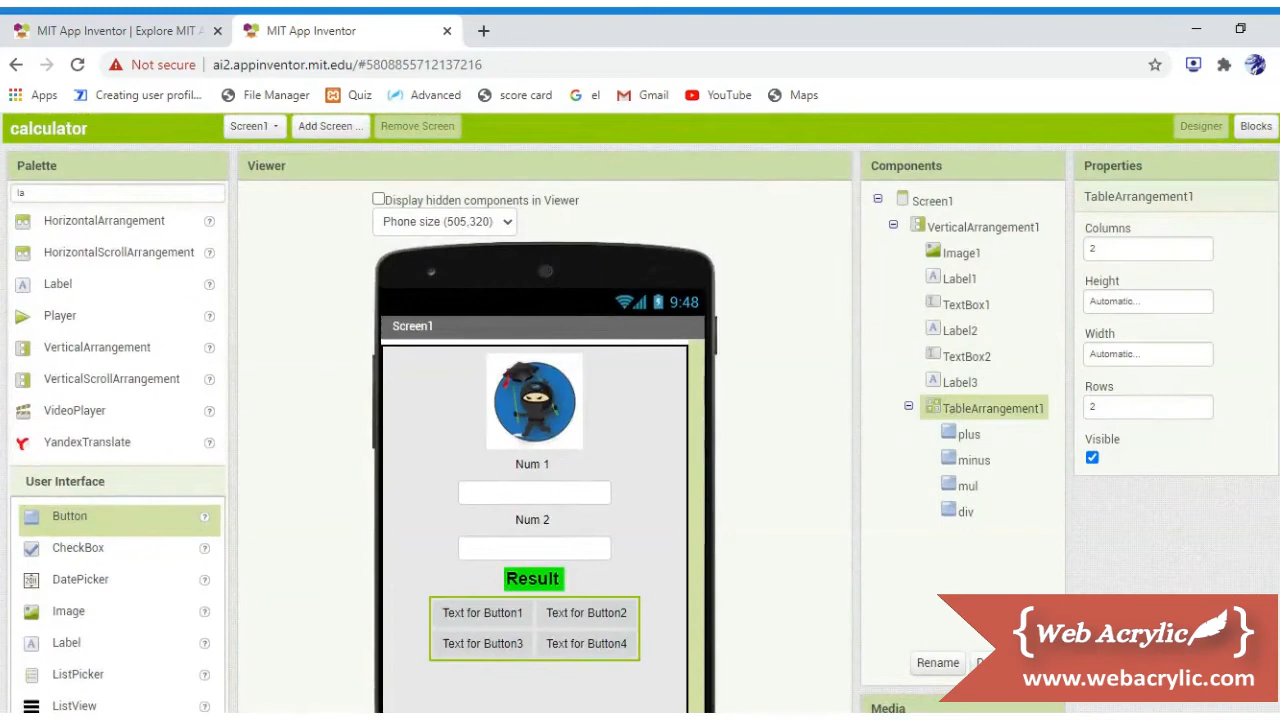 MIT App Inventor | Explore MIT A
MIT App Inventor
Not secure | ai2.appinventor.mit.edu/#5808855712137216
Apps Creating user profil... File Manager Quiz Advanced score card el Gmail YouTube Maps
calculator Screen1 Add Screen ... Remove Screen Designer Blocks
Palette
la
HorizontalArrangement
HorizontalScrollArrangement
Label
Player
VerticalArrangement
VerticalScrollArrangement
VideoPlayer
YandexTranslate
User Interface
Button
CheckBox
DatePicker
Image
Label
ListPicker
ListView
Viewer
Display hidden components in Viewer
Phone size (505,320)
9:48
Screen1
Num 1
Num 2
Result
Text for Button1 Text for Button2
Text for Button3 Text for Button4
Components
Screen1
VerticalArrangement1
Image1
Label1
TextBox1
Label2
TextBox2
Label3
TableArrangement1
plus
minus
mul
div
Rename
Media
Properties
TableArrangement1
Columns
2
Height
Automatic...
Width
Automatic...
Rows
2
Visible
{Web Acrylic}
www.webacrylic.com